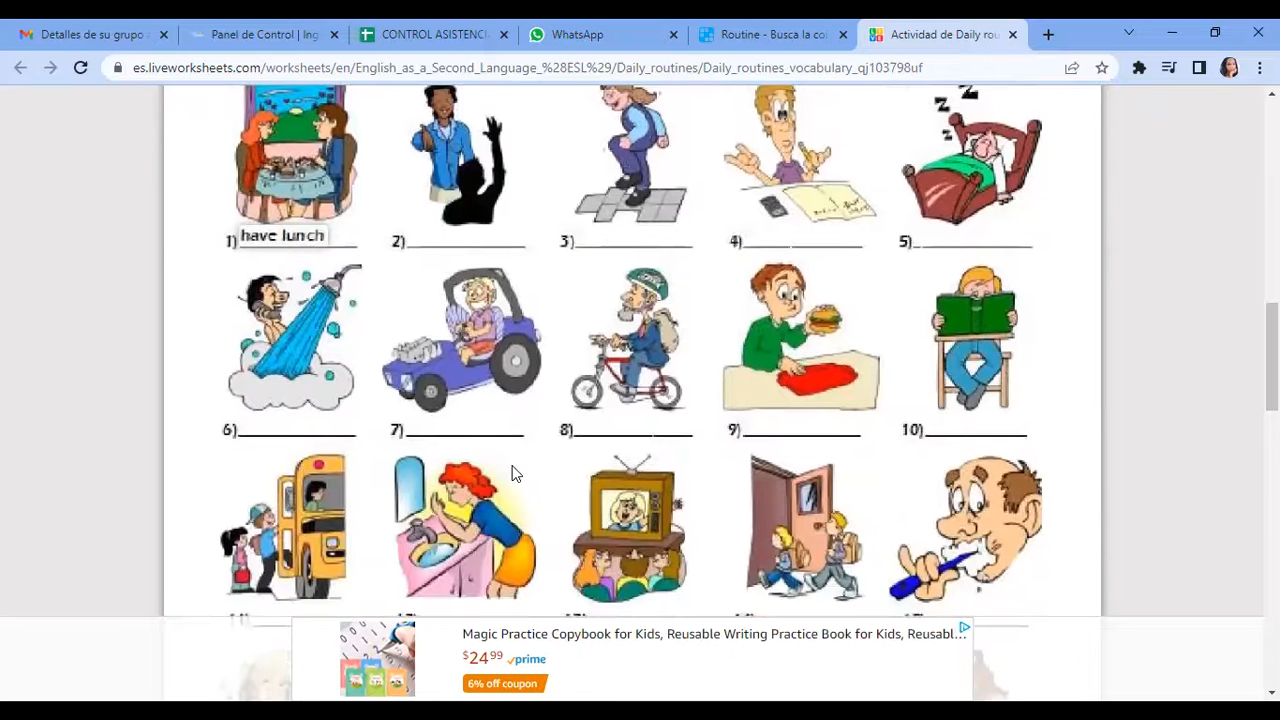 Detalles de su grupo
Panel de Control | Ing
CONTROL ASISTENCI
WhatsApp
Routine - Busca la co
Actividad de Daily rou
es.liveworksheets.com/worksheets/en/English_as_a_Second_Language_%28ESL%29/Daily_routines/Daily_routines_vocabulary_qj103798uf
z z z
1) have lunch
2)
3)
4)
5)
6)
7)
8)
9)
10)
Magic Practice Copybook for Kids, Reusable Writing Practice Book for Kids, Reusabl...
$24 99 prime
6% off coupon